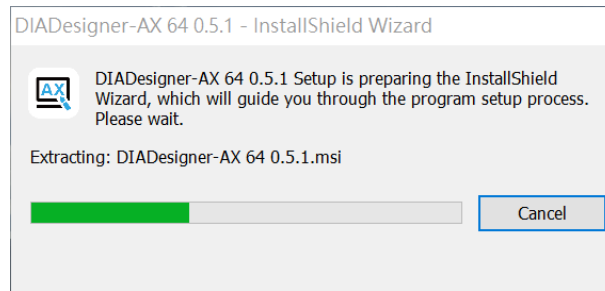 DIADesigner-AX 64 0.5.1 - InstallShield Wizard
AX
DIADesigner-AX 64 0.5.1 Setup is preparing the InstallShield
Wizard, which will guide you through the program setup process.
Please wait.
Extracting: DIADesigner-AX 64 0.5.1.msi
Cancel